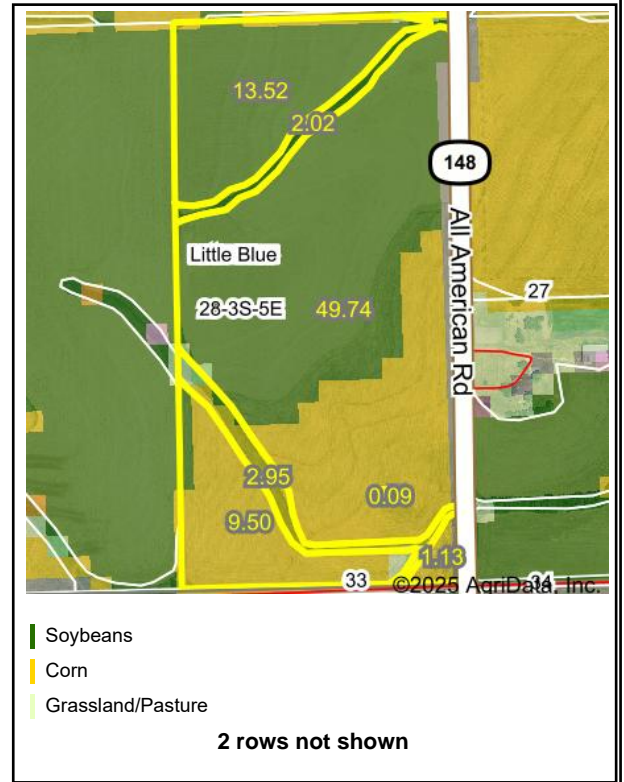 13.52
2.02
148
All American Rd
Little Blue
27
28-3S-5E 49.74
2.95
0.09
9.50
1.13
33
34
©2025 AgriData, Inc.
Soybeans
Corn
Grassland/Pasture
2 rows not shown